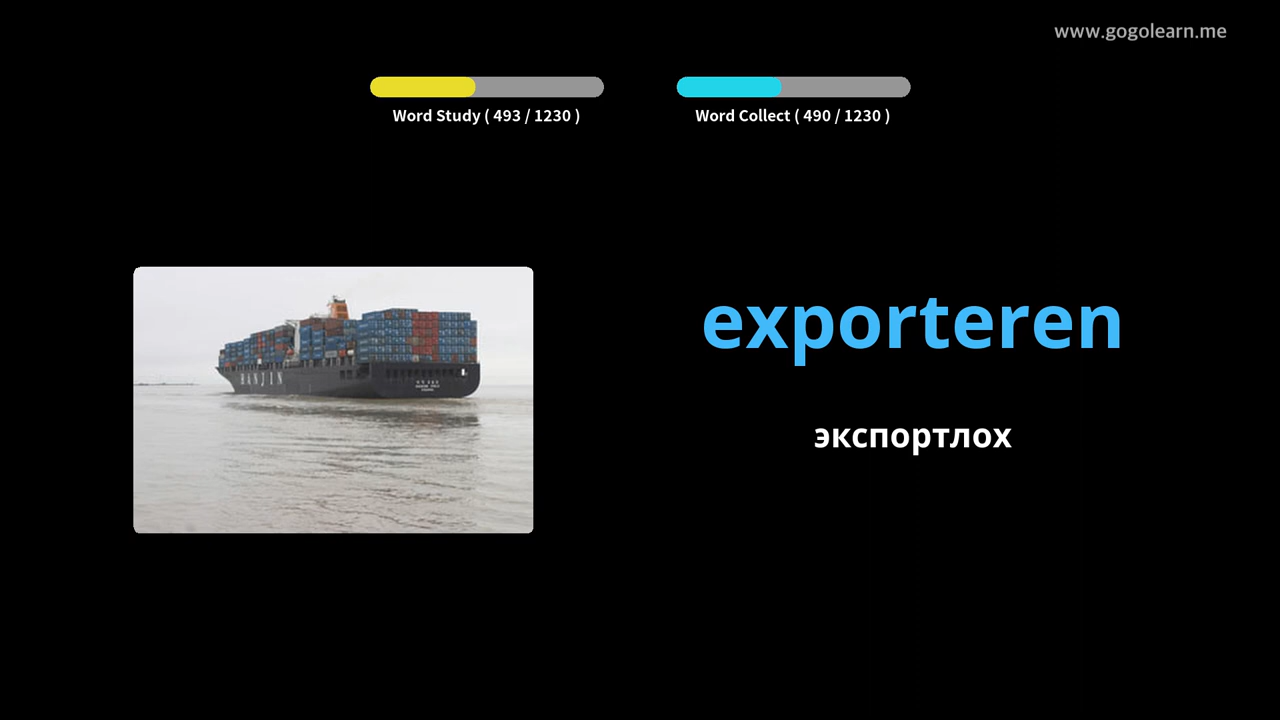 www.gogolearn.me
Word Study ( 493 / 1230 )
Word Collect ( 490 / 1230 )
exporteren
экспортлох
HANJIN